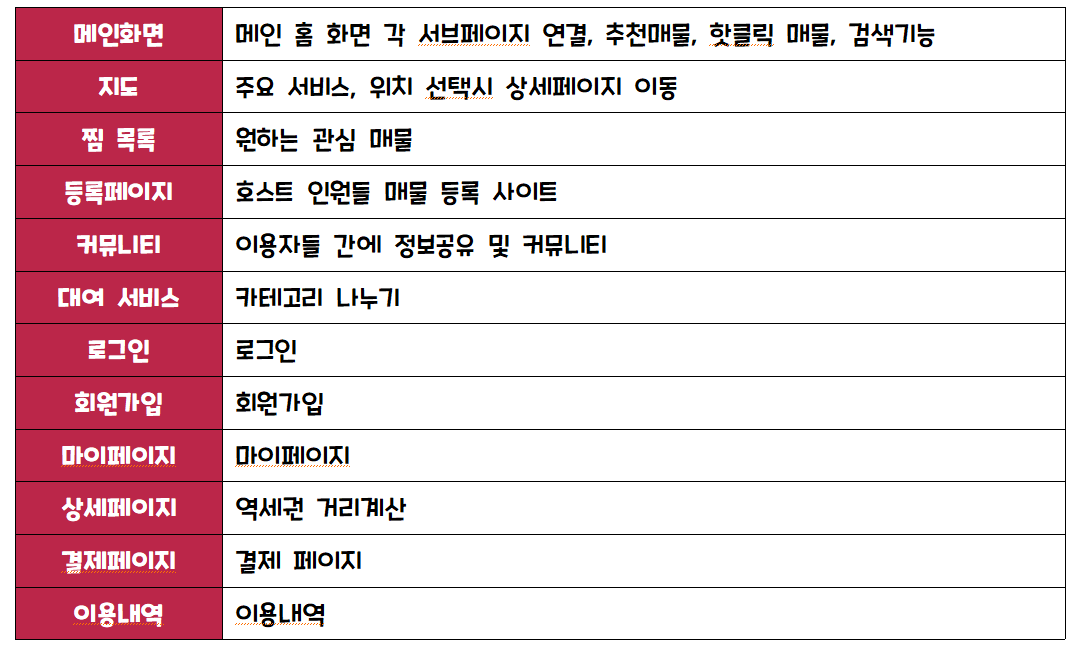 메인화면 메인 홈 화면 각 서브페이지 연결, 추천매물, 핫클릭 매물, 검색기능
지도 주요 서비스, 위치 선택시 상세페이지 이동
찜 목록 원하는 관심 매물
등록페이지 호스트 인원들 매물 등록 사이트
커뮤니티 이용자들 간에 정보공유 및 커뮤니티
대여 서비스 카테고리 나누기
로그인 로그인
회원가입 회원가입
마이페이지 마이페이지
상세페이지 역세권 거리계산
결제페이지 결제 페이지
이용내역 이용내역